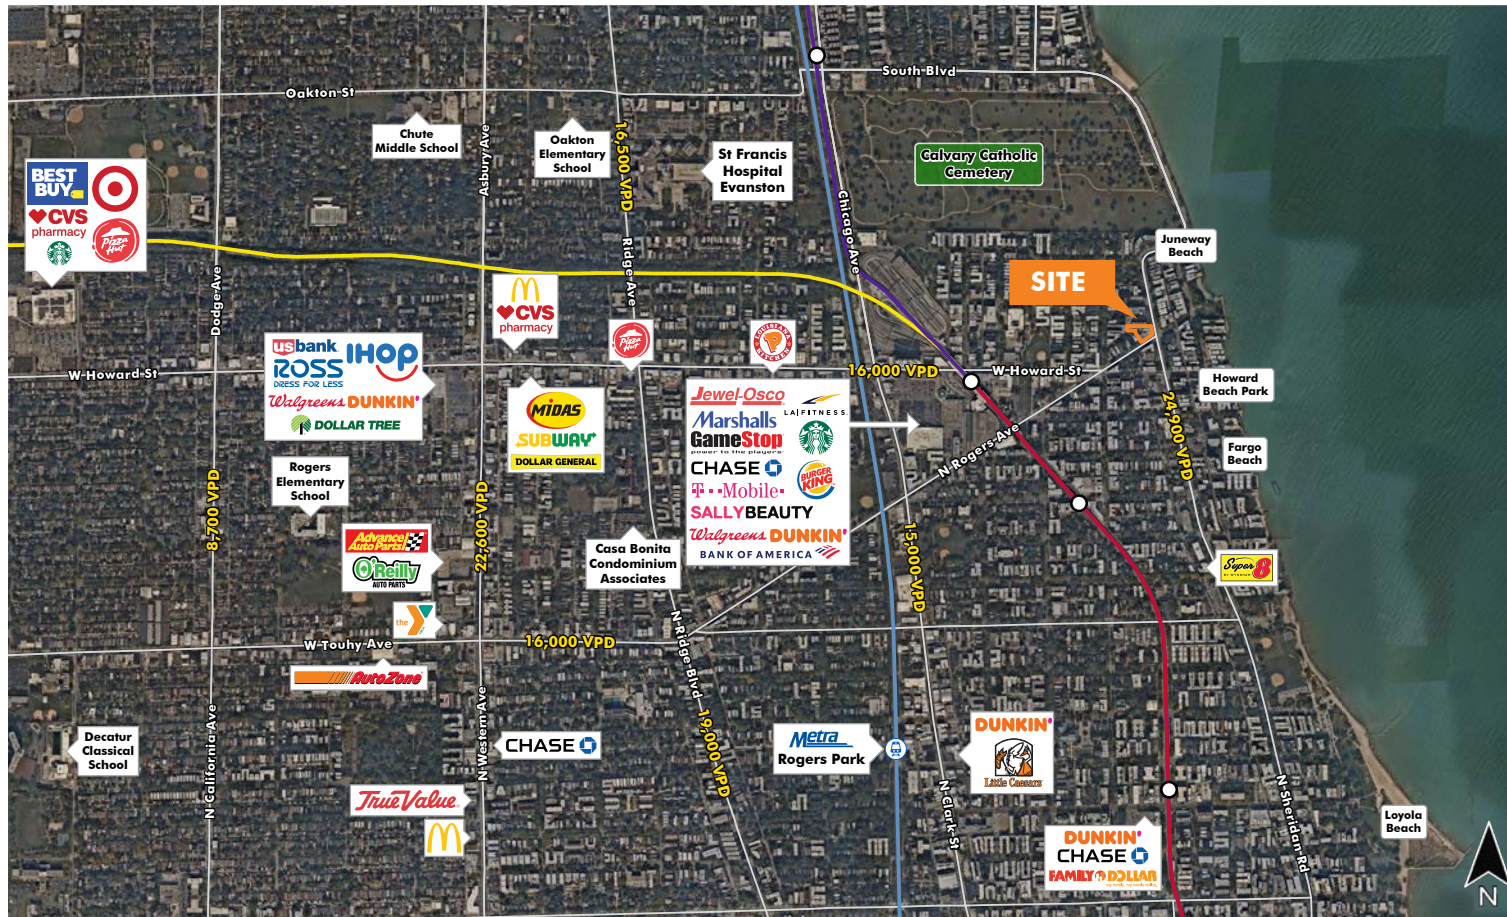 South Blvd
Oakton St
Chute
Middle School
Asbury Ave
Oakton
Elementary
School
16,500 VPD
St Francis
Hospital
Evanston
Calvary Catholic
Cemetery
BEST
BUY
CVS
pharmacy
Pizza
Hut
Chicago Ave
Juneway
Beach
Dodge Ave
Ridge Ave
SITE
McDonald's
CVS
pharmacy
Pizza
Hut
LOUISIANA
KITCHEN
usbank
IHOP
ROSS
DRESS FOR LESS
Walgreens
DUNKIN'
DOLLAR TREE
W Howard St
16,000 VPD
W Howard St
Howard
Beach Park
MIDAS
SUBWAY
DOLLAR GENERAL
Jewel-Osco
LA|FITNESS.
Marshalls
GameStop
power to the players
CHASE
BURGER
KING
T-Mobile
SALLYBEAUTY
Walgreens
DUNKIN'
BANK OF AMERICA
24,900 VPD
N Rogers Ave
Fargo
Beach
Rogers
Elementary
School
8,700 VPD
22,600 VPD
Advance
Auto Parts
O'Reilly
AUTO PARTS
Casa Bonita
Condominium
Associates
15,000 VPD
Super 8
BY WYNDHAM
the Y
W Touhy Ave
16,000 VPD
N Ridge Blvd
AutoZone
19,000 VPD
N California Ave
N Western Ave
Decatur
Classical
School
CHASE
Metra
Rogers Park
DUNKIN'
Little Caesars
TrueValue
N Clark St
N Sheridan Rd
Loyola
Beach
DUNKIN'
CHASE
FAMILY DOLLAR
N